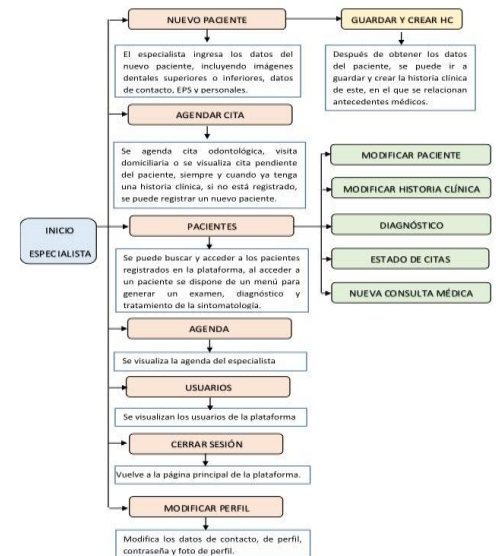 NUEVO PACIENTE
GUARDAR Y CREAR HC
El especialista ingresa los datos del
nuevo paciente, incluyendo imágenes
dentales superiores o inferiores, datos
de contacto, EPS y personales.
Después de obtener los datos
del paciente, se puede ir a
guardar y crear la historia clínica
de este, en el que se relacionan
antecedentes médicos.
AGENDAR CITA
Se agenda cita odontológica, visita
domiciliaria o se visualiza cita pendiente
del paciente, siempre y cuando ya tenga
una historia clínica, si no está registrado,
se puede registrar un nuevo paciente.
INICIO
ESPECIALISTA
PACIENTES
Se puede buscar y acceder a los pacientes
registrados en la plataforma, al acceder a
un paciente se dispone de un menú para
generar un examen, diagnóstico y
tratamiento de la sintomatología.
MODIFICAR PACIENTE
MODIFICAR HISTORIA CLÍNICA
DIAGNÓSTICO
ESTADO DE CITAS
NUEVA CONSULTA MÉDICA
AGENDA
Se visualiza la agenda del especialista
USUARIOS
Se visualizan los usuarios de la plataforma
CERRAR SESIÓN
Vuelve a la página principal de la plataforma.
MODIFICAR PERFIL
Modifica los datos de contacto, de perfil,
contraseña y foto de perfil.